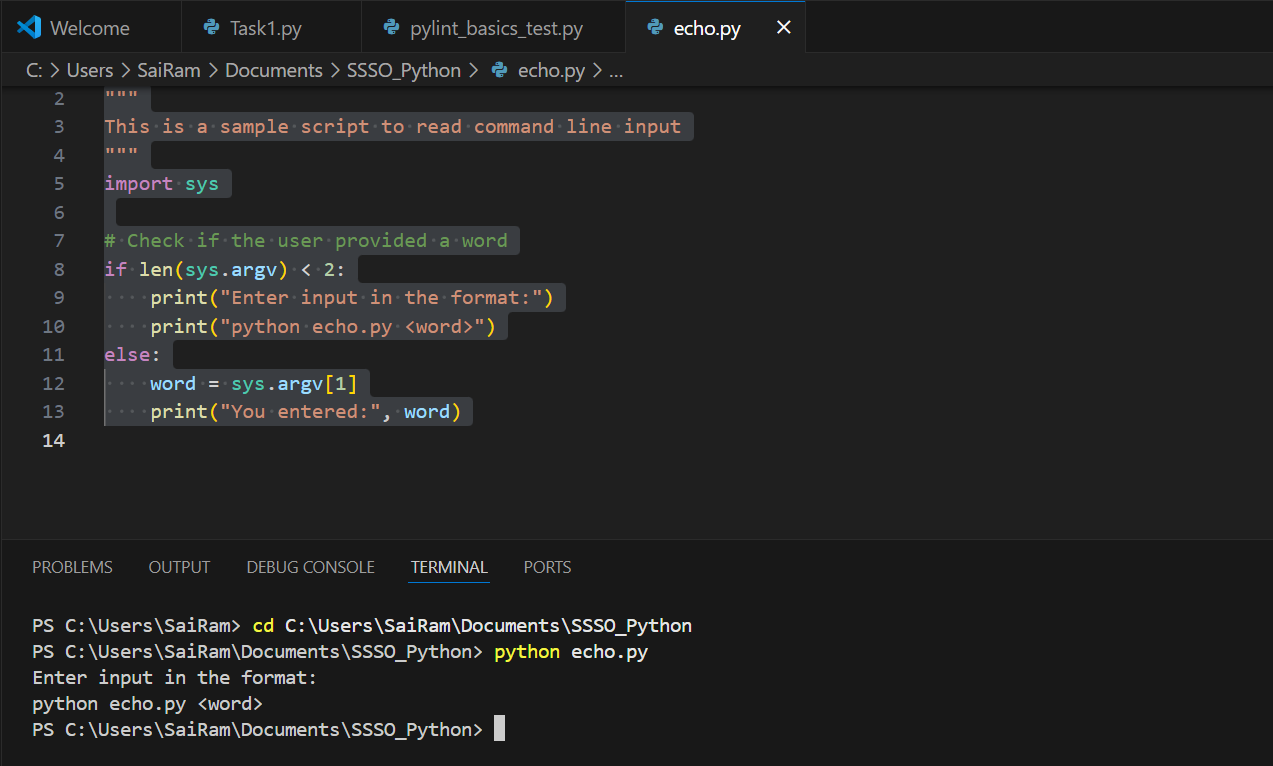 Welcome Task1.py pylint_basics_test.py echo.py
C: > Users > SaiRam > Documents > SSSO_Python > echo.py > ...
2 """
3 This is a sample script to read command line input
4 """
5 import sys
6
7 # Check if the user provided a word
8 if len(sys.argv) < 2:
9     print("Enter input in the format:")
10     print("python echo.py <word>")
11 else:
12     word = sys.argv[1]
13     print("You entered:", word)
14
PROBLEMS OUTPUT DEBUG CONSOLE TERMINAL PORTS
PS C:\Users\SaiRam> cd C:\Users\SaiRam\Documents\SSSO_Python
PS C:\Users\SaiRam\Documents\SSSO_Python> python echo.py
Enter input in the format:
python echo.py <word>
PS C:\Users\SaiRam\Documents\SSSO_Python>